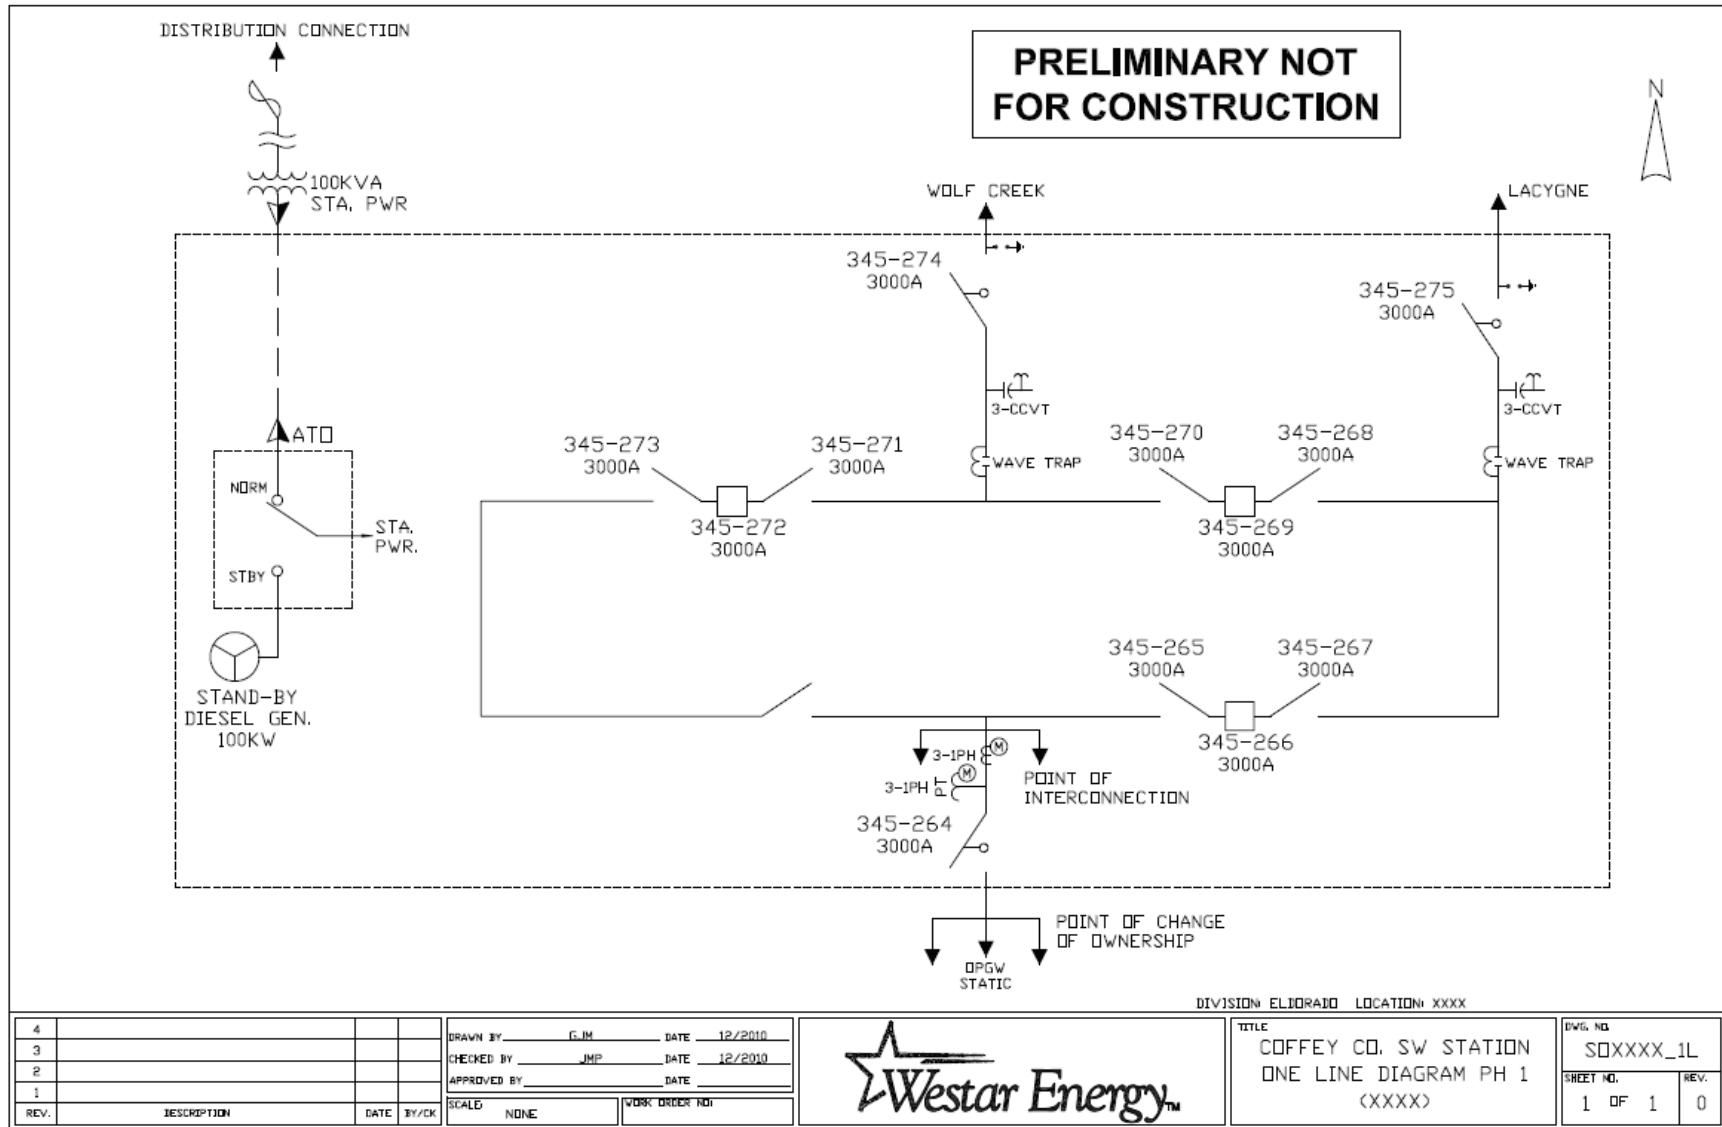 DISTRIBUTION CONNECTION
PRELIMINARY NOT
FOR CONSTRUCTION
N
100KVA
STA. PWR
WOLF CREEK
LACYGNE
345-274
3000A
345-275
3000A
3-CCVT
3-CCVT
ATO
NORM
STA.
PWR.
STBY
STAND-BY
DIESEL GEN.
100KW
345-273
3000A
345-271
3000A
WAVE TRAP
345-270
3000A
345-268
3000A
WAVE TRAP
345-272
3000A
345-269
3000A
345-265
3000A
345-267
3000A
345-266
3000A
3-1PH
M
3-1PH
PT
M
POINT OF
INTERCONNECTION
345-264
3000A
POINT OF CHANGE
OF OWNERSHIP
OPGW
STATIC
DIVISION: ELDORADO LOCATION: XXXX
4
3
2
1
REV. DESCRIPTION DATE BY/CK
DRAWN BY GJM DATE 12/2010
CHECKED BY JMP DATE 12/2010
APPROVED BY DATE
SCALE: NONE
WORK ORDER NO:
Westar Energy TM
TITLE
COFFEY CO. SW STATION
ONE LINE DIAGRAM PH 1
(XXXX)
DWG. NO.
SOXXXX_1L
SHEET NO.
1 OF 1
REV.
0